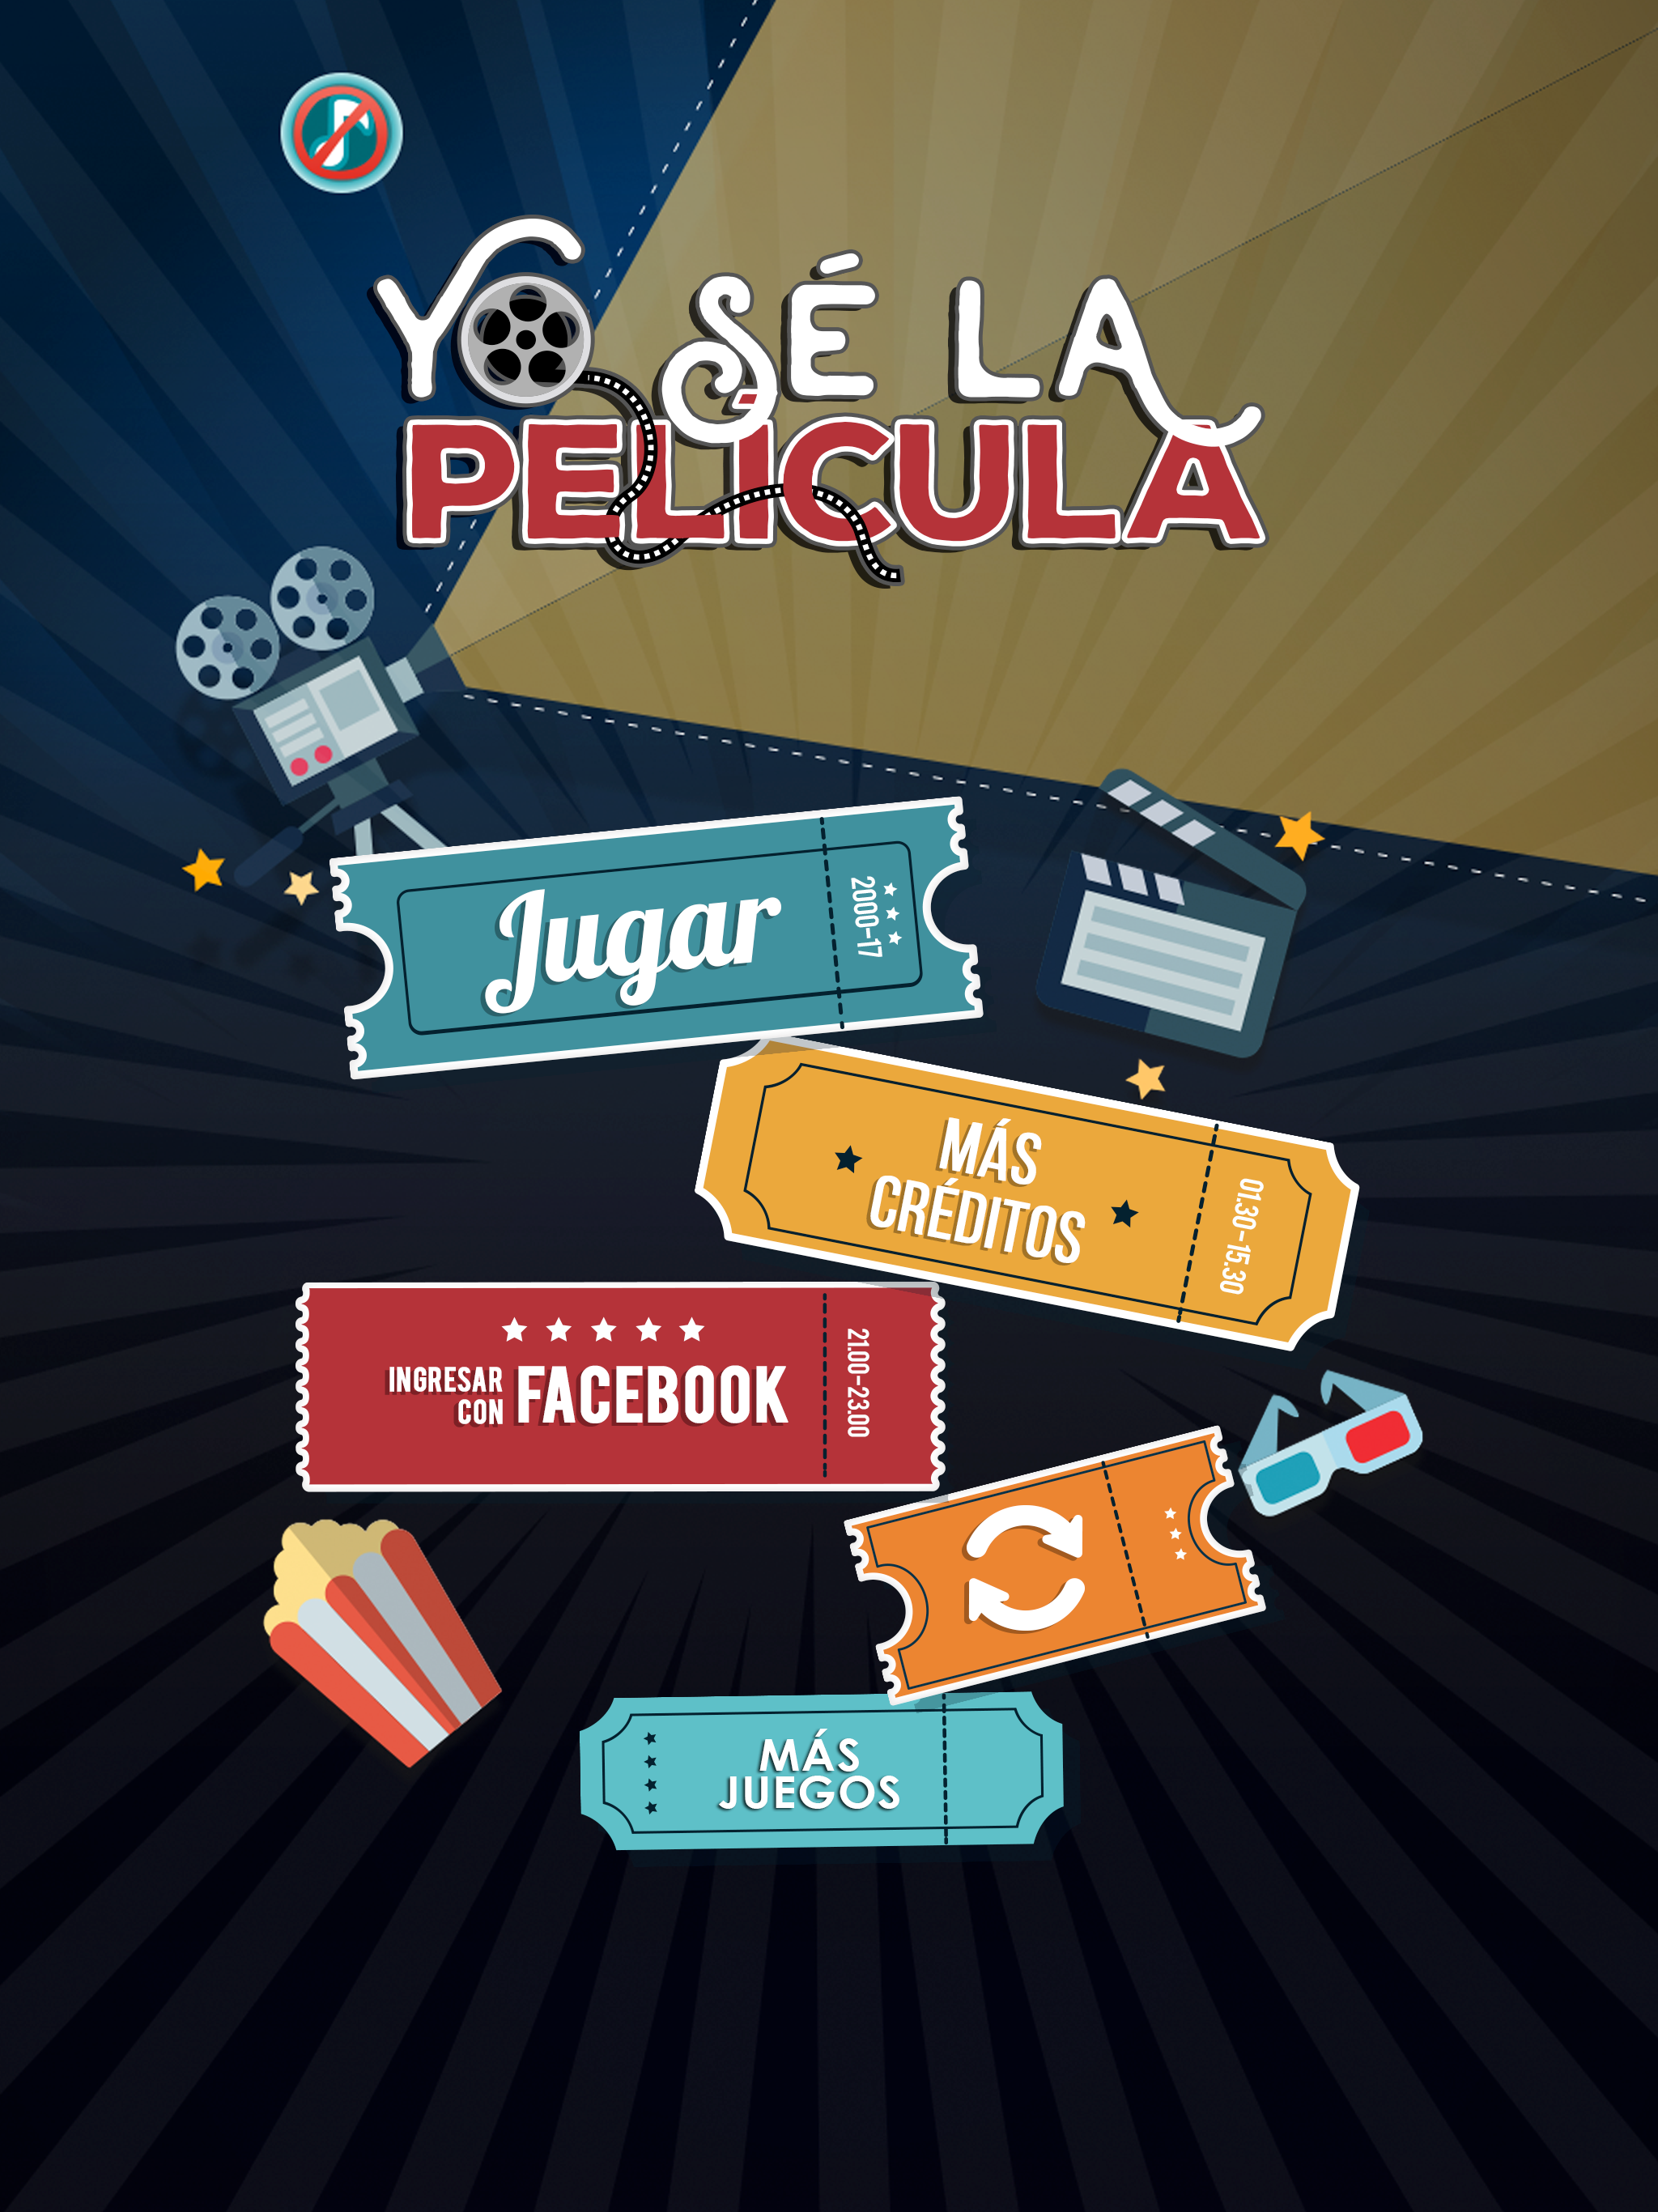 YO SÉ LA
PELÍCULA
Jugar
2000-17
MÁS
CRÉDITOS
01.30-15.30
INGRESAR
CON FACEBOOK
21.00-23.00
MÁS
JUEGOS